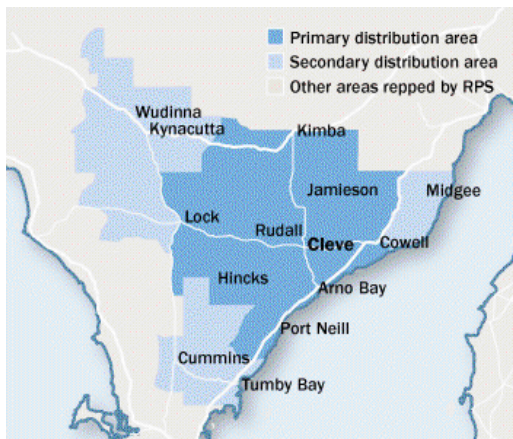 Primary distribution area
Secondary distribution area
Other areas repped by RPS
Wudinna
Kynacutta
Kimba
Jamieson
Midgee
Lock
Rudall
Cleve
Cowell
Hincks
Arno Bay
Port Neill
Cummins
Tumby Bay